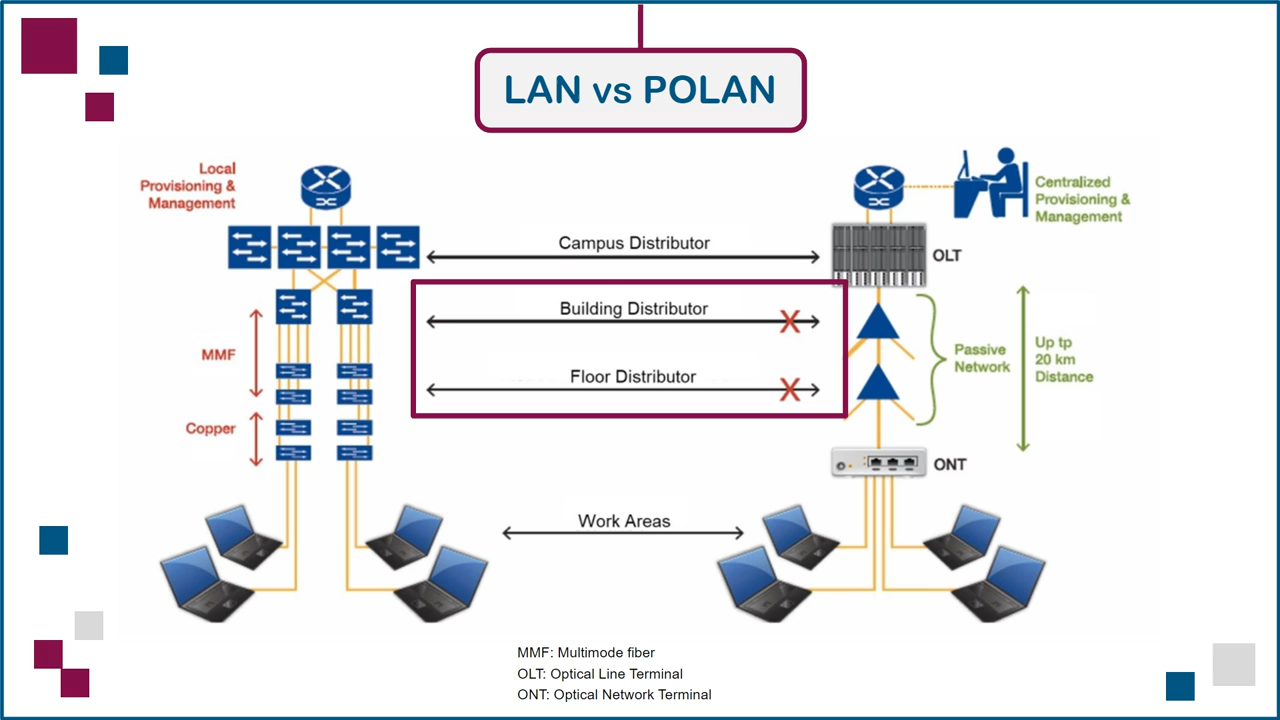 LAN vs POLAN
Local
Provisioning &
Management
Centralized
Provisioning &
Management
Campus Distributor
OLT
Building Distributor
MMF
Passive
Network
Up tp
20 km
Distance
Floor Distributor
Copper
ONT
Work Areas
MMF: Multimode fiber
OLT: Optical Line Terminal
ONT: Optical Network Terminal